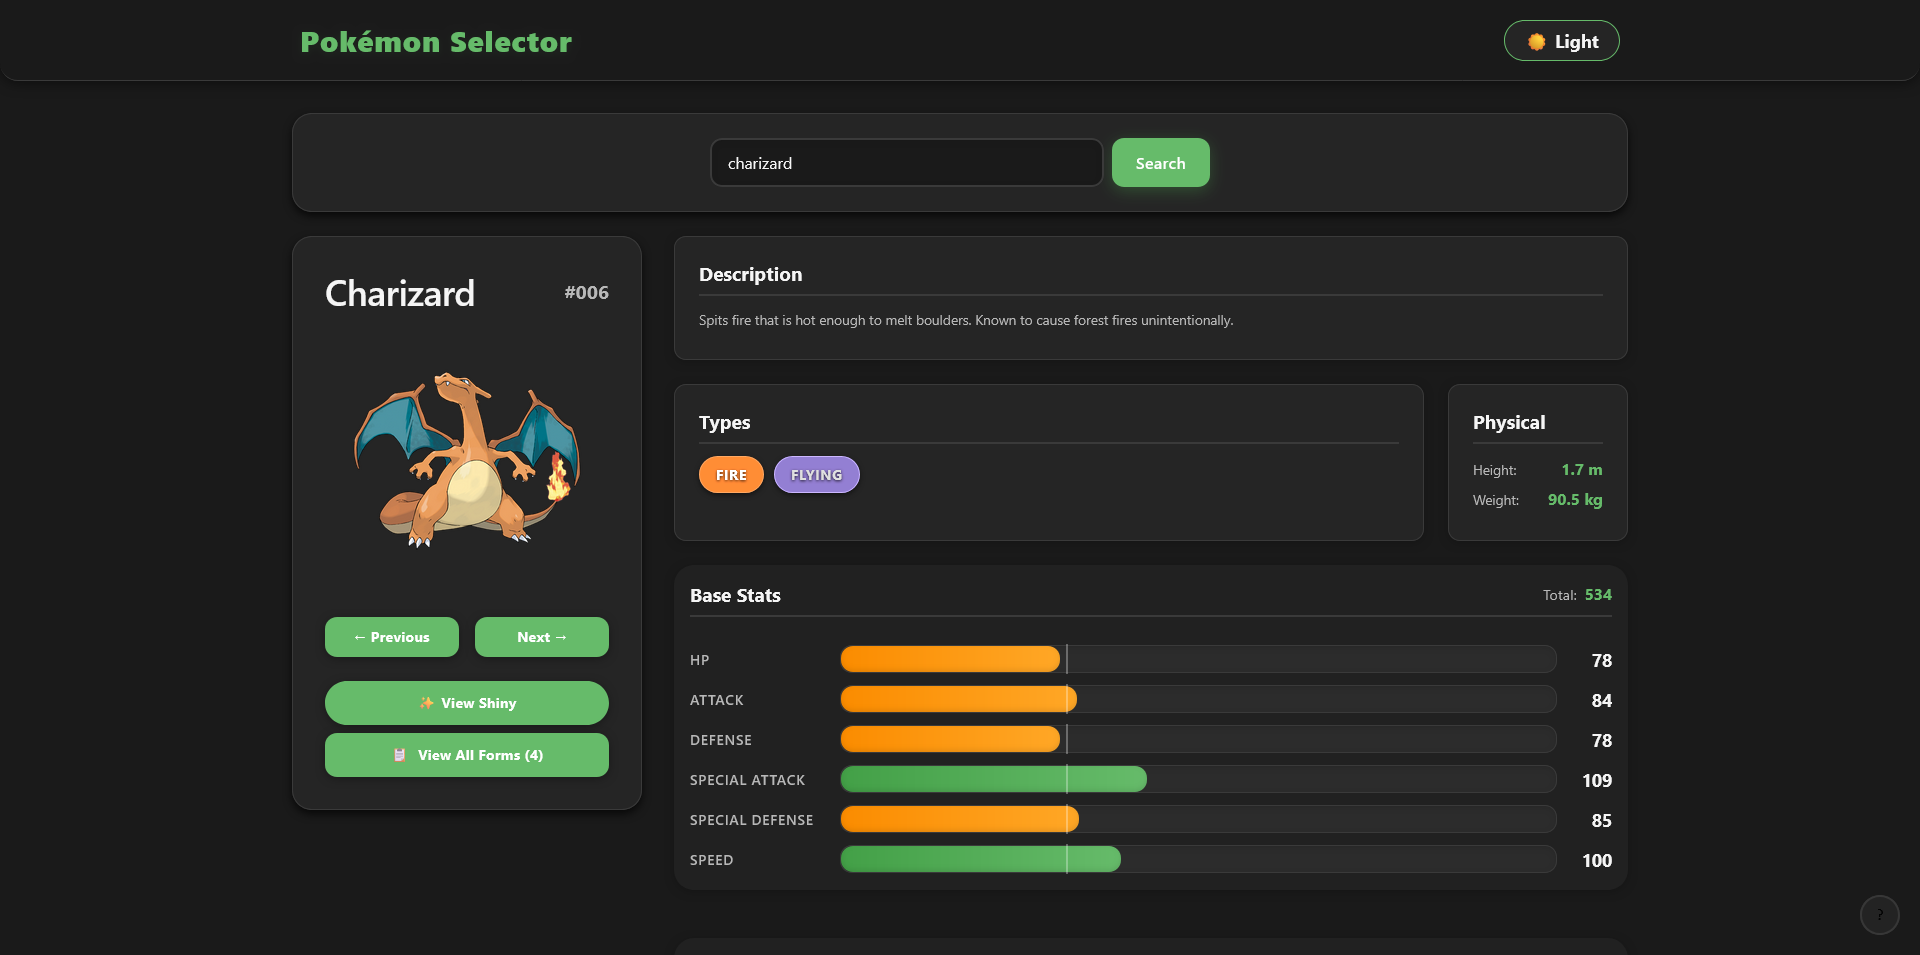 Pokémon Selector
Light
charizard
Search
Charizard
#006
← Previous
Next →
✨ View Shiny
📋 View All Forms (4)
Description
Spits fire that is hot enough to melt boulders. Known to cause forest fires unintentionally.
Types
FIRE
FLYING
Physical
Height: 1.7 m
Weight: 90.5 kg
Base Stats
Total: 534
HP 78
ATTACK 84
DEFENSE 78
SPECIAL ATTACK 109
SPECIAL DEFENSE 85
SPEED 100
?